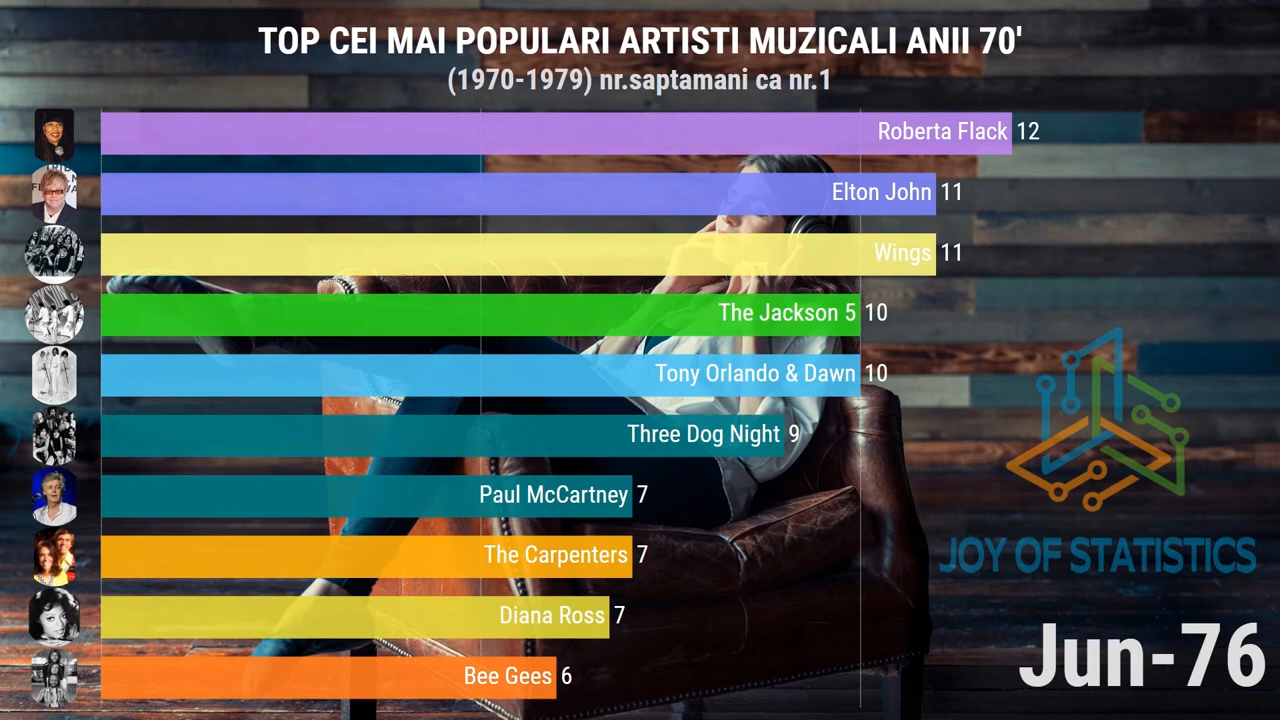 TOP CEI MAI POPULARI ARTISTI MUZICALI ANII 70'
(1970-1979) nr.saptamani ca nr.1
Roberta Flack 12
Elton John 11
Wings 11
The Jackson 5 10
Tony Orlando & Dawn 10
Three Dog Night 9
Paul McCartney 7
The Carpenters 7
Diana Ross 7
Bee Gees 6
JOY OF STATISTICS
Jun-76